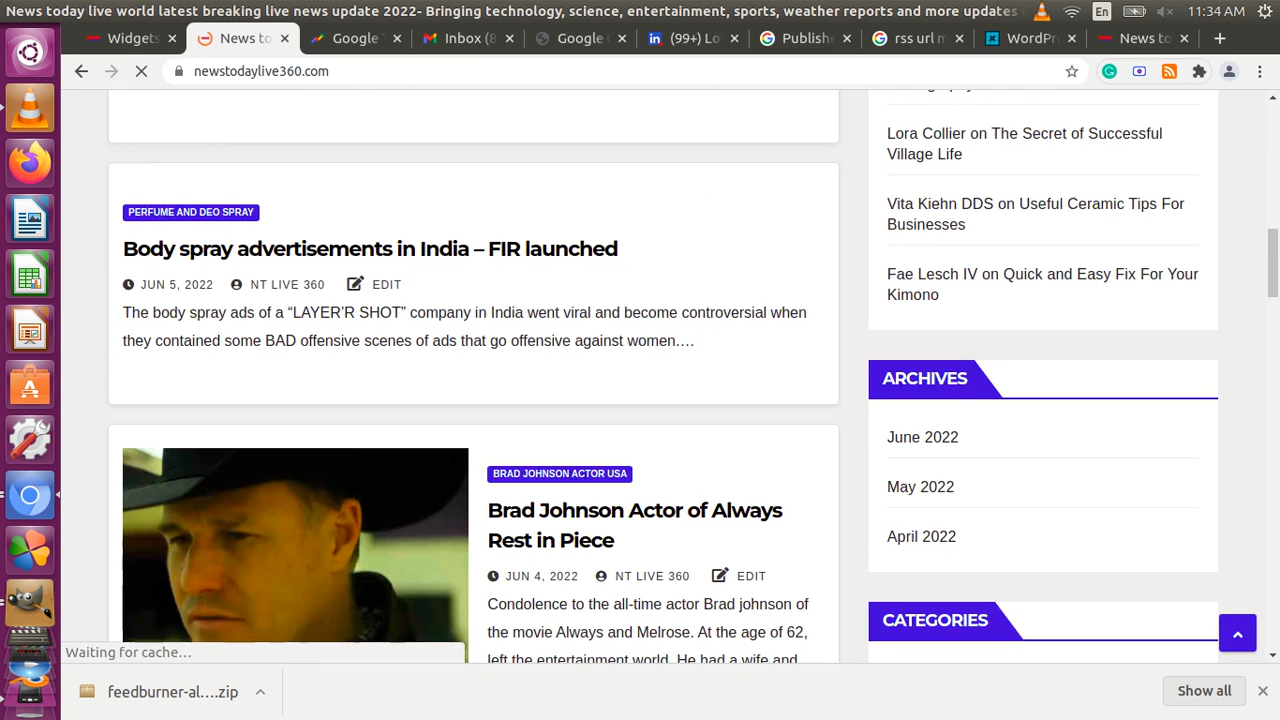 News today live world latest breaking live news update 2022- Bringing technology, science, entertainment, sports, weather reports and more updates
En
11:34 AM
Widgets
News to
Google
Inbox (8
Google
(99+) Lo
Publishe
rss url m
WordPr
News to
newstodaylive360.com
PERFUME AND DEO SPRAY
Body spray advertisements in India – FIR launched
JUN 5, 2022 NT LIVE 360 EDIT
The body spray ads of a “LAYER’R SHOT” company in India went viral and become controversial when
they contained some BAD offensive scenes of ads that go offensive against women….
BRAD JOHNSON ACTOR USA
Brad Johnson Actor of Always
Rest in Piece
JUN 4, 2022 NT LIVE 360 EDIT
Condolence to the all-time actor Brad johnson of
the movie Always and Melrose. At the age of 62,
left the entertainment world. He had a wife and
Lora Collier on The Secret of Successful
Village Life
Vita Kiehn DDS on Useful Ceramic Tips For
Businesses
Fae Lesch IV on Quick and Easy Fix For Your
Kimono
ARCHIVES
June 2022
May 2022
April 2022
CATEGORIES
Waiting for cache...
feedburner-al....zip
Show all